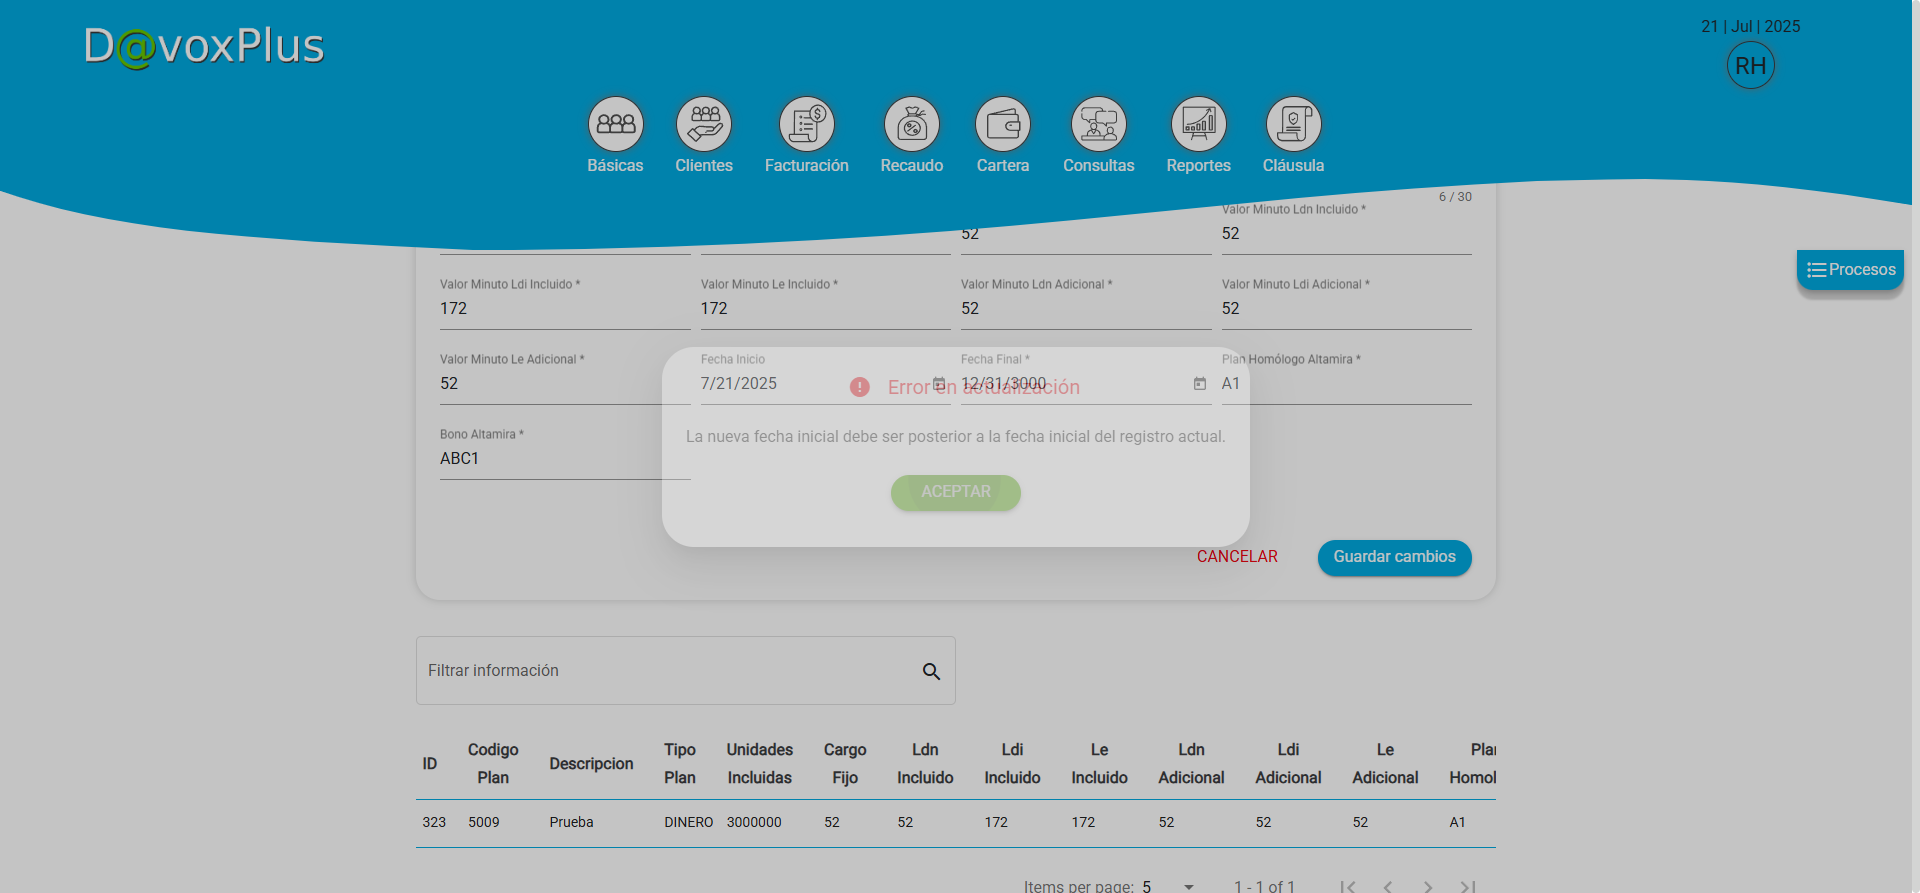 D@voxPlus
21 | Jul | 2025
RH
Básicas Clientes Facturación Recaudo Cartera Consultas Reportes Cláusula
6 / 30
Valor Minuto Ldn Incluido *
52 52
Procesos
Valor Minuto Ldi Incluido * Valor Minuto Le Incluido * Valor Minuto Ldn Adicional * Valor Minuto Ldi Adicional *
172 172 52 52
Valor Minuto Le Adicional * Fecha Inicio Fecha Final * Plan Homólogo Altamira *
52 7/21/2025 12/31/3000 A1
Error en actualización
La nueva fecha inicial debe ser posterior a la fecha inicial del registro actual.
Bono Altamira *
ABC1
ACEPTAR
CANCELAR Guardar cambios
Filtrar información
ID Codigo Plan Descripcion Tipo Plan Unidades Incluidas Cargo Fijo Ldn Incluido Ldi Incluido Le Incluido Ldn Adicional Ldi Adicional Le Adicional Plan Homol
323 5009 Prueba DINERO 3000000 52 52 172 172 52 52 52 A1
Items per page: 5 1 - 1 of 1